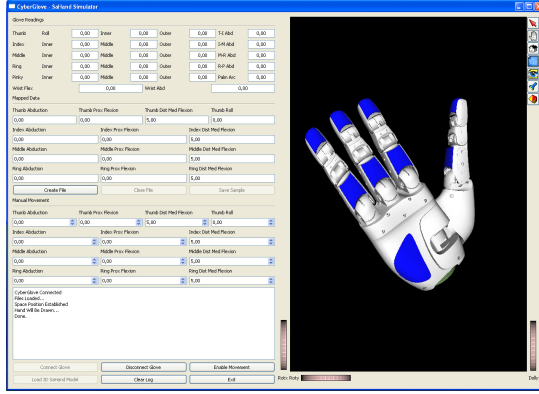 CyberGlove - SaHand Simulator
Glove Readings
Thumb Roll 0,00 Inner 0,00 Outer 0,00 T-I Abd 0,00
Index Inner 0,00 Middle 0,00 Outer 0,00 I-M Abd 0,00
Middle Inner 0,00 Middle 0,00 Outer 0,00 M-R Abd 0,00
Ring Inner 0,00 Middle 0,00 Outer 0,00 R-P Abd 0,00
Pinky Inner 0,00 Middle 0,00 Outer 0,00 Palm Arc 0,00
Wrist Flex 0,00 Wrist Abd 0,00
Mapped Data
Thumb Abduction Thumb Prox Flexion Thumb Dist Med Flexion Thumb Roll
0,00 0,00 5,00 0,00
Index Abduction Index Prox Flexion Index Dist Med Flexion
0,00 0,00 5,00
Middle Abduction Middle Prox Flexion Middle Dist Med Flexion
0,00 0,00 5,00
Ring Abduction Ring Prox Flexion Ring Dist Med Flexion
0,00 0,00 5,00
Create File Close File Save Sample
Manual Movement
Thumb Abduction Thumb Prox Flexion Thumb Dist Med Flexion Thumb Roll
0,00 0,00 5,00 0,00
Index Abduction Index Prox Flexion Index Dist Med Flexion
0,00 0,00 5,00
Middle Abduction Middle Prox Flexion Middle Dist Med Flexion
0,00 0,00 5,00
Ring Abduction Ring Prox Flexion Ring Dist Med Flexion
0,00 0,00 5,00
CyberGlove Connected
Files Loaded...
Space Position Established
Hand Will Be Drawn...
Done.
Connect Glove Disconnect Glove Enable Movement
Load 3D Sahand Model Clear Log Exit
Rotx Roty Dolly